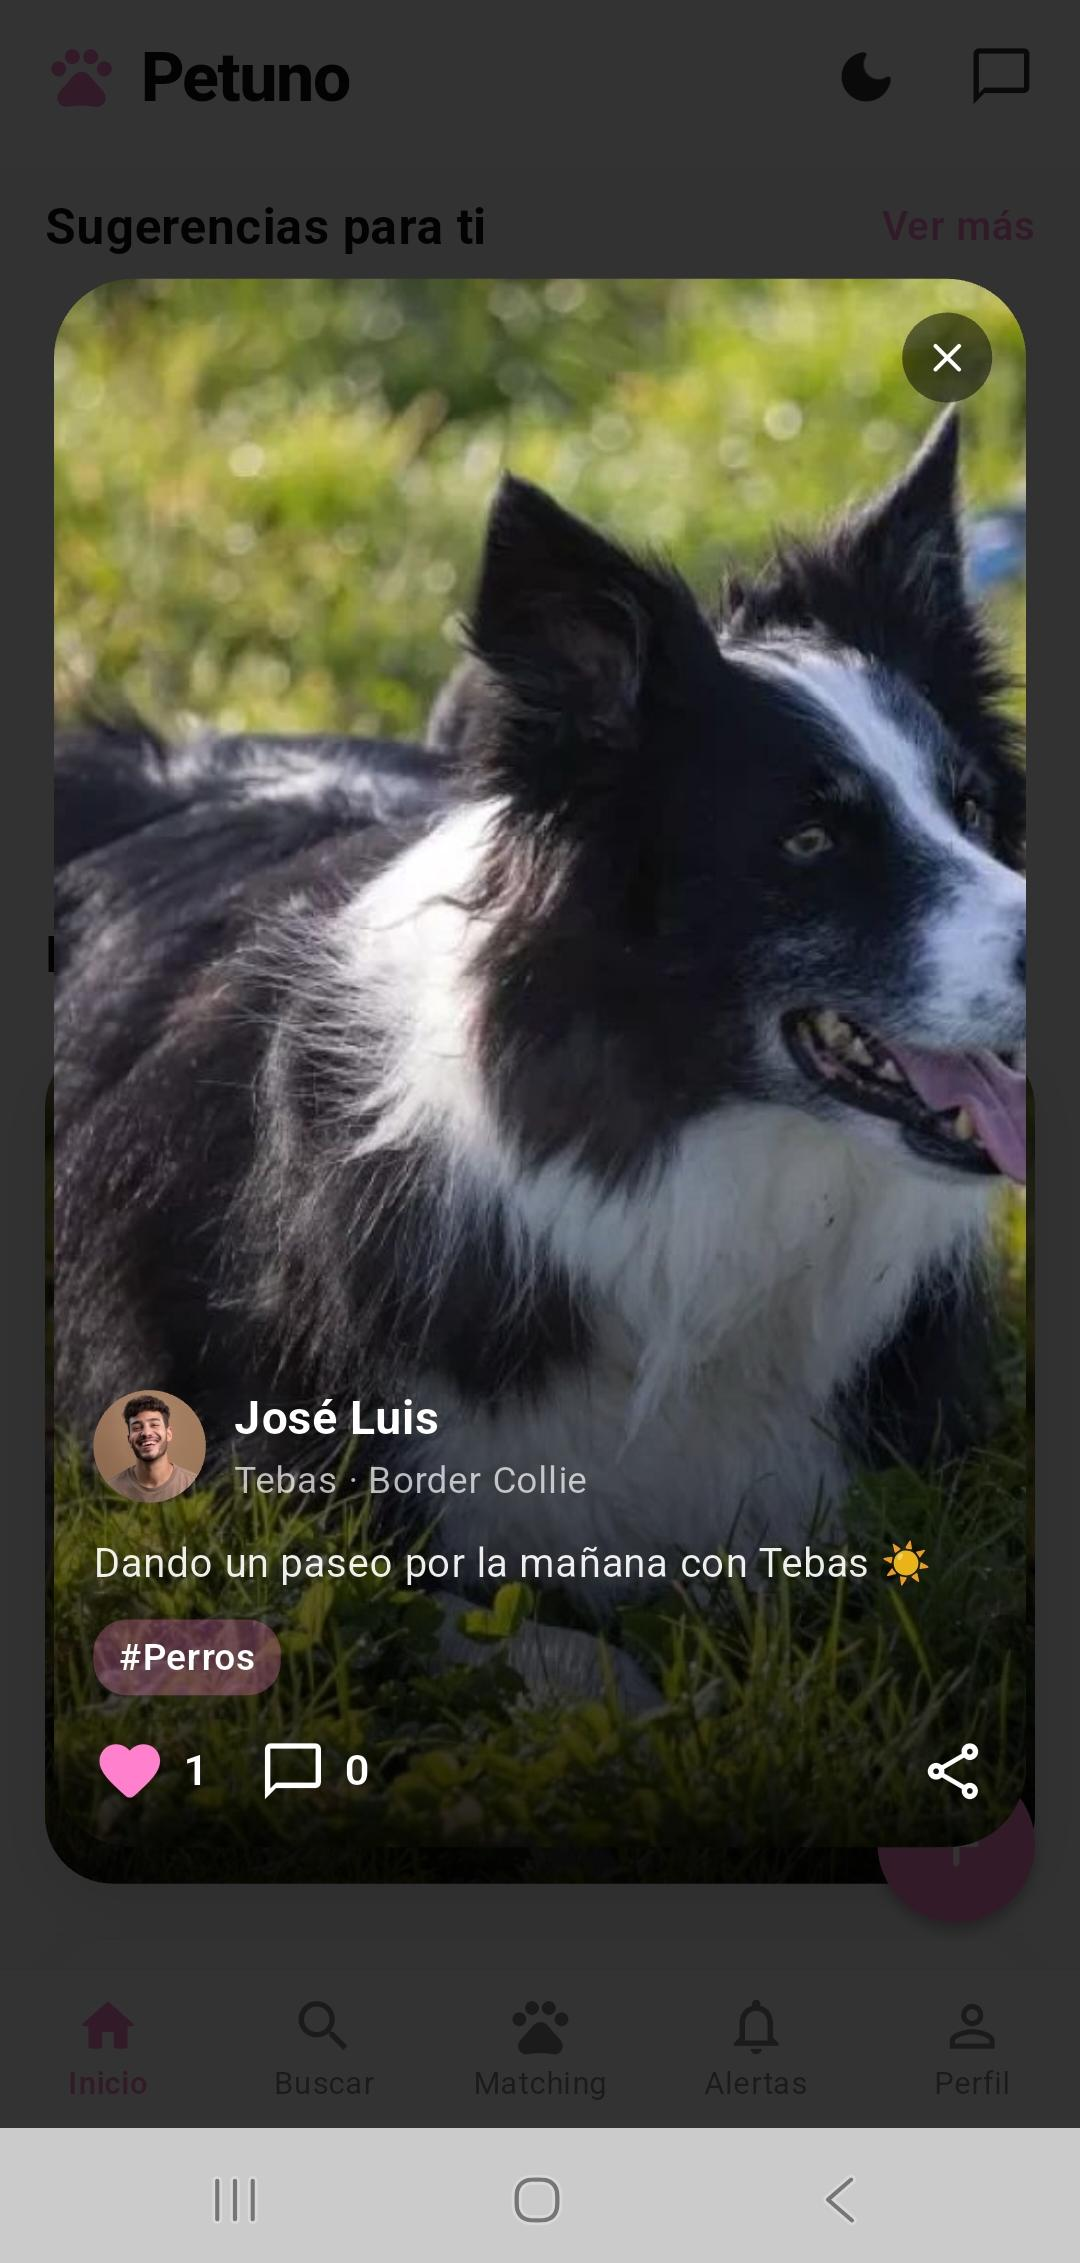 Petuno
Sugerencias para ti
Ver más
José Luis
Tebas · Border Collie
Dando un paseo por la mañana con Tebas ☀️
#Perros
1
0
Inicio
Buscar
Matching
Alertas
Perfil